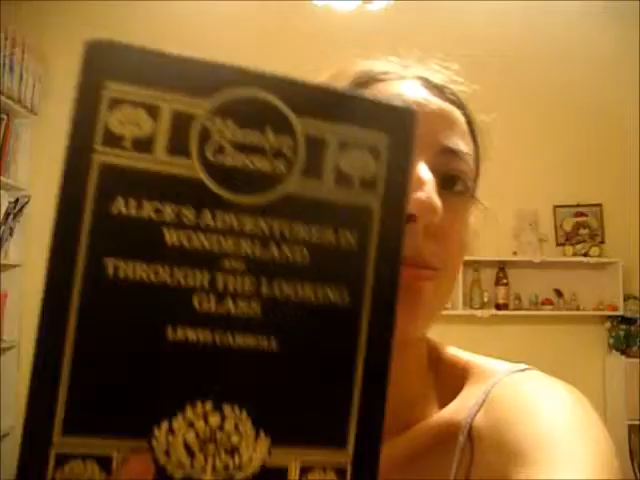 ALICE'S ADVENTURES IN
WONDERLAND
AND
THROUGH THE LOOKING
GLASS
LEWIS CARROLL